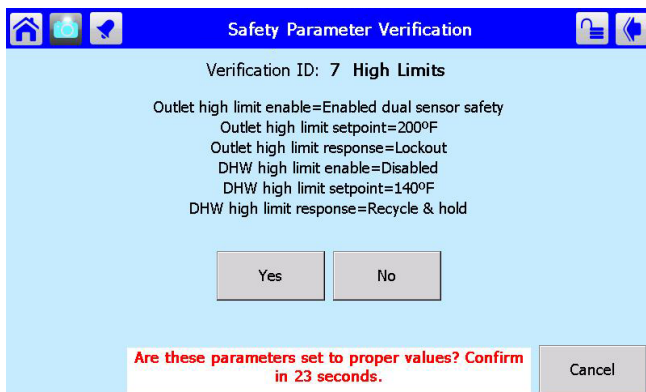 Safety Parameter Verification
Verification ID: 7 High Limits
Outlet high limit enable=Enabled dual sensor safety
Outlet high limit setpoint=200ºF
Outlet high limit response=Lockout
DHW high limit enable=Disabled
DHW high limit setpoint=140ºF
DHW high limit response=Recycle & hold
Yes
No
Are these parameters set to proper values? Confirm
in 23 seconds.
Cancel